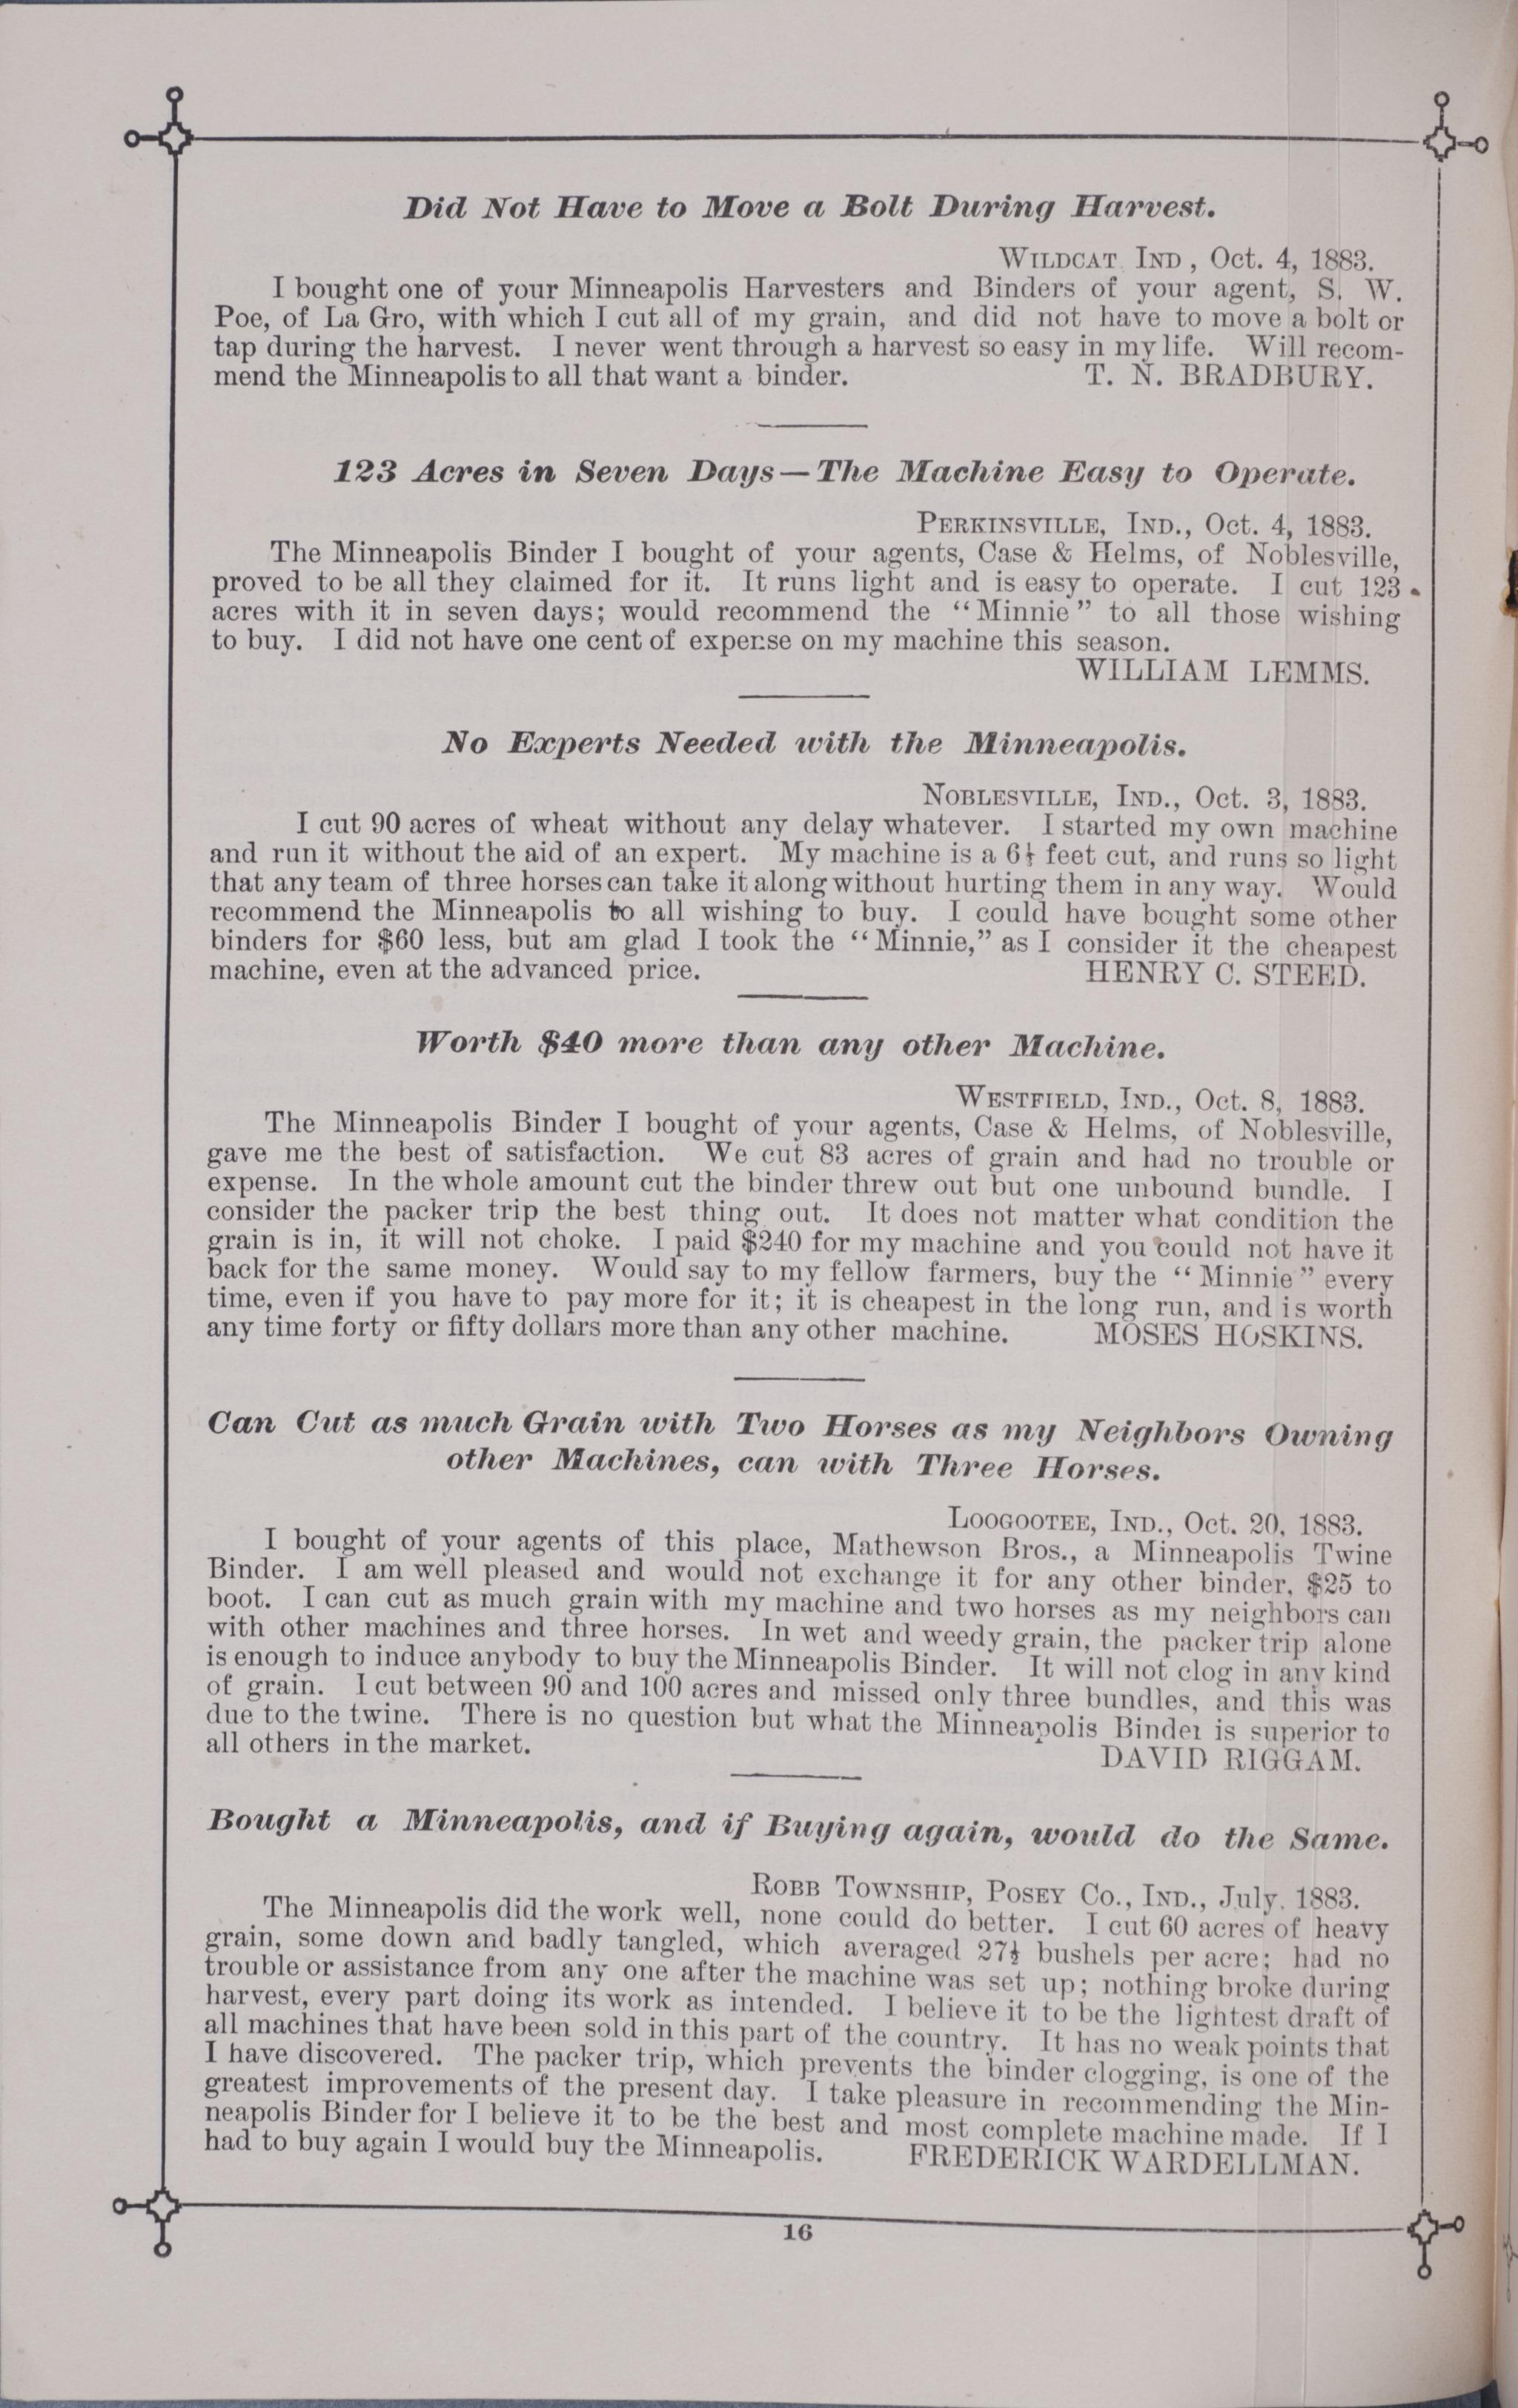 Did Not Have to Move a Bolt During Harvest.
WILDCAT IND, Oct. 4, 1883.
I bought one of your Minneapolis Harvesters and Binders of your agent, S. W.
Poe, of La Gro, with which I cut all of my grain, and did not have to move a bolt or
tap during the harvest. I never went through a harvest so easy in my life. Will recom-
mend the Minneapolis to all that want a binder. T. N. BRADBURY.
123 Acres in Seven Days—The Machine Easy to Operate.
PERKINSVILLE, IND., Oct. 4, 1883.
The Minneapolis Binder I bought of your agents, Case & Helms, of Noblesville,
proved to be all they claimed for it. It runs light and is easy to operate. I cut 123
acres with it in seven days; would recommend the "Minnie" to all those wishing
to buy. I did not have one cent of expense on my machine this season.
WILLIAM LEMMS.
No Experts Needed with the Minneapolis.
NOBLESVILLE, IND., Oct. 3, 1883.
I cut 90 acres of wheat without any delay whatever. I started my own machine
and run it without the aid of an expert. My machine is a 6½ feet cut, and runs so light
that any team of three horses can take it along without hurting them in any way. Would
recommend the Minneapolis to all wishing to buy. I could have bought some other
binders for $60 less, but am glad I took the "Minnie," as I consider it the cheapest
machine, even at the advanced price. HENRY C. STEED.
Worth $40 more than any other Machine.
WESTFIELD, IND., Oct. 8, 1883.
The Minneapolis Binder I bought of your agents, Case & Helms, of Noblesville,
gave me the best of satisfaction. We cut 83 acres of grain and had no trouble or
expense. In the whole amount cut the binder threw out but one unbound bundle. I
consider the packer trip the best thing out. It does not matter what condition the
grain is in, it will not choke. I paid $240 for my machine and you could not have it
back for the same money. Would say to my fellow farmers, buy the "Minnie" every
time, even if you have to pay more for it; it is cheapest in the long run, and is worth
any time forty or fifty dollars more than any other machine. MOSES HOSKINS.
Can Cut as much Grain with Two Horses as my Neighbors Owning
other Machines, can with Three Horses.
LOOGOOTEE, IND., Oct. 20, 1883.
I bought of your agents of this place, Mathewson Bros., a Minneapolis Twine
Binder. I am well pleased and would not exchange it for any other binder, $25 to
boot. I can cut as much grain with my machine and two horses as my neighbors can
with other machines and three horses. In wet and weedy grain, the packer trip alone
is enough to induce anybody to buy the Minneapolis Binder. It will not clog in any kind
of grain. I cut between 90 and 100 acres and missed only three bundles, and this was
due to the twine. There is no question but what the Minneapolis Binder is superior to
all others in the market. DAVID RIGGAM.
Bought a Minneapolis, and if Buying again, would do the Same.
ROBB TOWNSHIP, POSEY CO., IND., July, 1883.
The Minneapolis did the work well, none could do better. I cut 60 acres of heavy
grain, some down and badly tangled, which averaged 27½ bushels per acre; had no
trouble or assistance from any one after the machine was set up; nothing broke during
harvest, every part doing its work as intended. I believe it to be the lightest draft of
all machines that have been sold in this part of the country. It has no weak points that
I have discovered. The packer trip, which prevents the binder clogging, is one of the
greatest improvements of the present day. I take pleasure in recommending the Min-
neapolis Binder for I believe it to be the best and most complete machine made. If I
had to buy again I would buy the Minneapolis. FREDERICK WARDELLMAN.
16